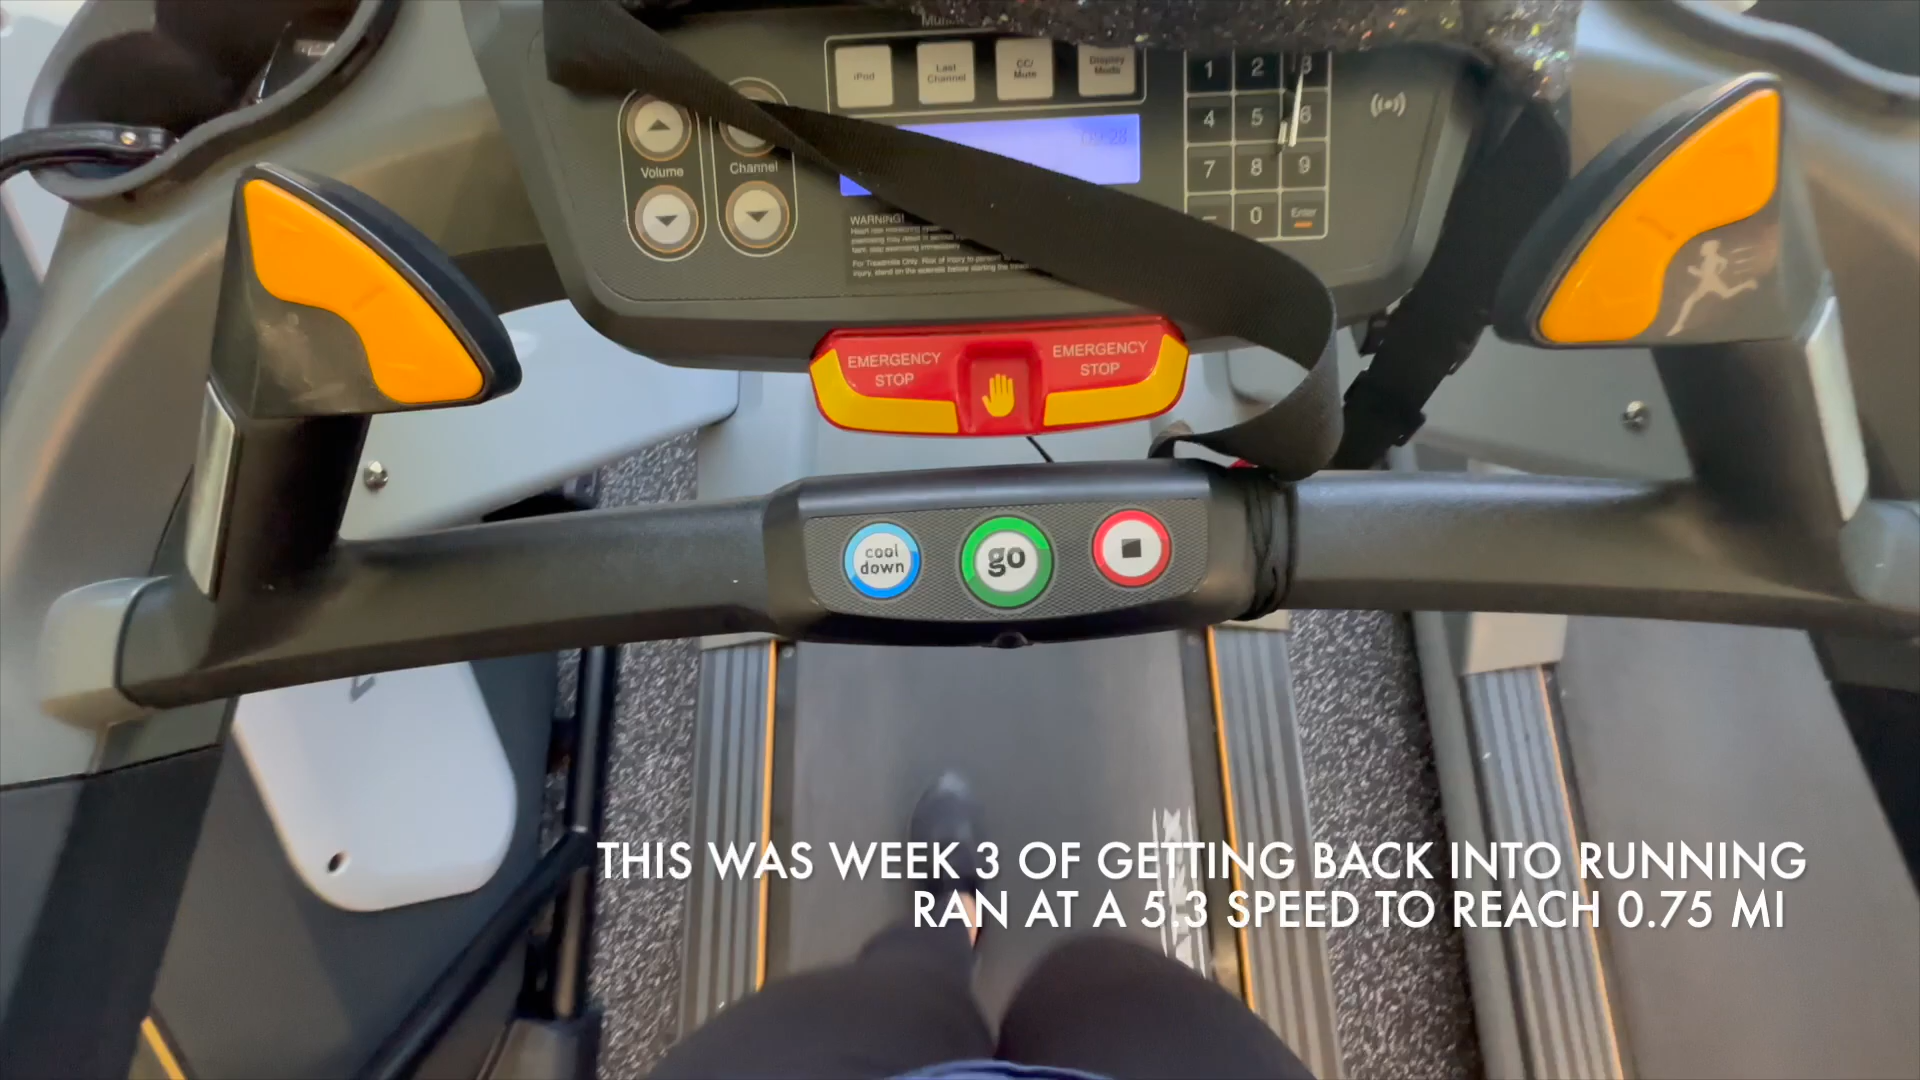 iPod
Last
Channel
CC/
Mute
Display
Mode
1 2 3
4 5 6
7 8 9
0 Enter
Volume
Channel
WARNING!
EMERGENCY
STOP
EMERGENCY
STOP
cool
down
go
THIS WAS WEEK 3 OF GETTING BACK INTO RUNNING
RAN AT A 5.3 SPEED TO REACH 0.75 MI